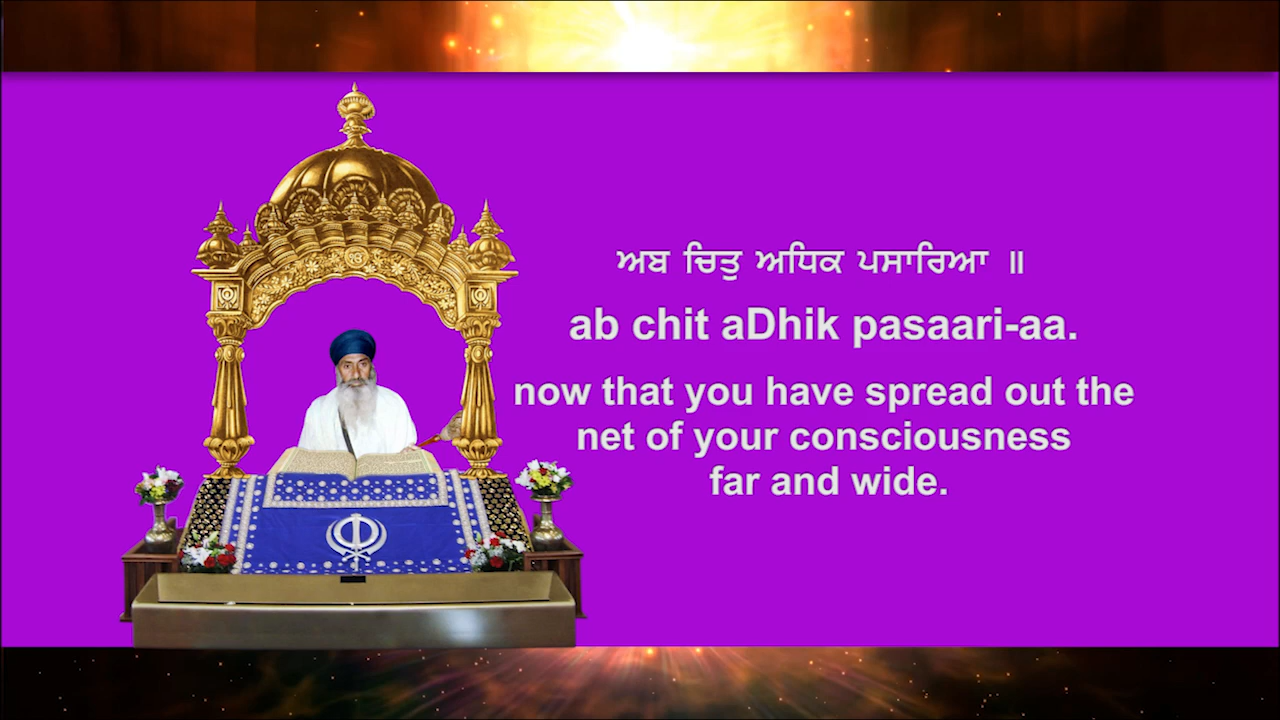 ਅਬ ਚਿਤੁ ਅਧਿਕ ਪਸਾਰਿਆ ॥
ab chit aDhik pasaari-aa.
now that you have spread out the
net of your consciousness
far and wide.